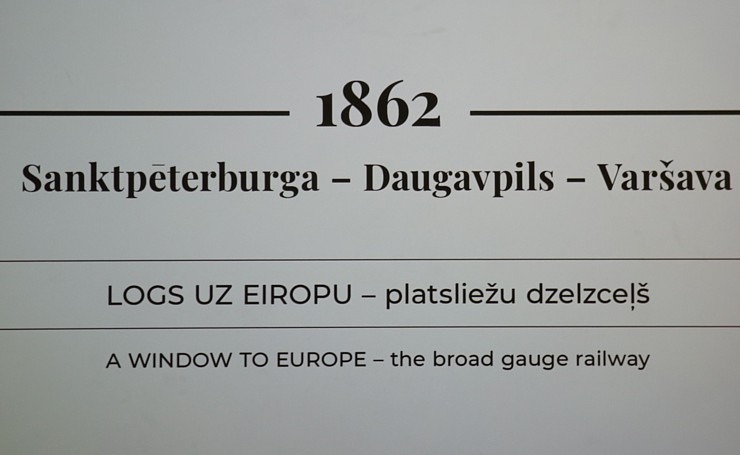 1862
Sanktpēterburga – Daugavpils – Varšava
LOGS UZ EIROPU – platsliežu dzelzceļš
A WINDOW TO EUROPE – the broad gauge railway